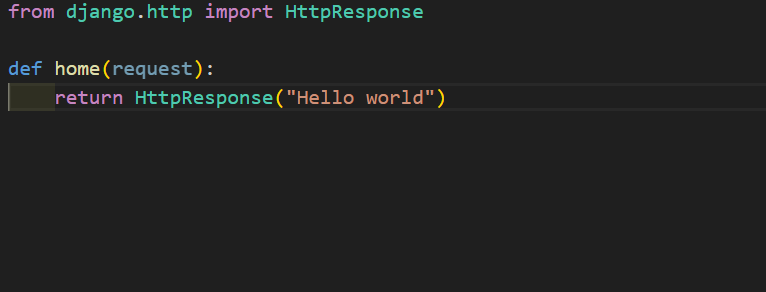 from django.http import HttpResponse
def home(request):
    return HttpResponse("Hello world")